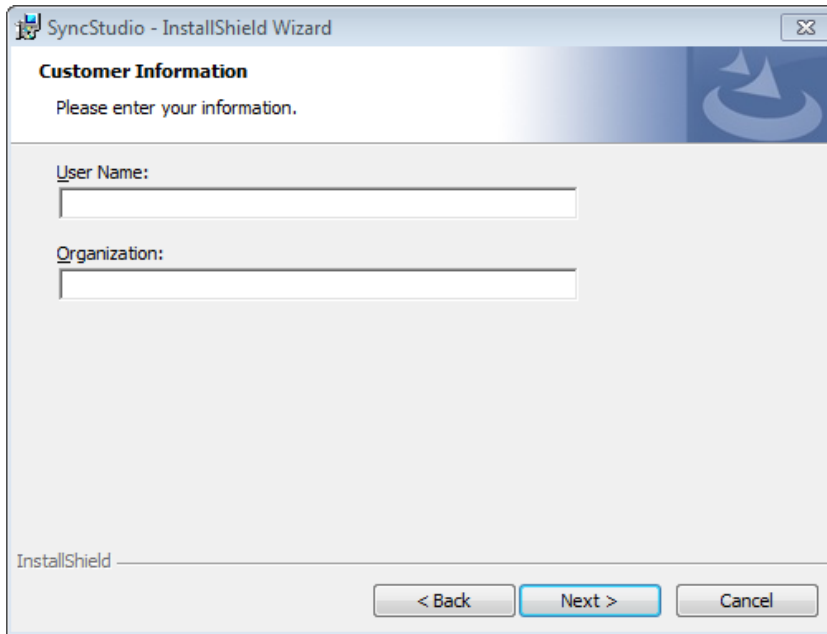 SyncStudio - InstallShield Wizard
Customer Information
Please enter your information.
User Name:
Organization:
InstallShield
< Back Next > Cancel